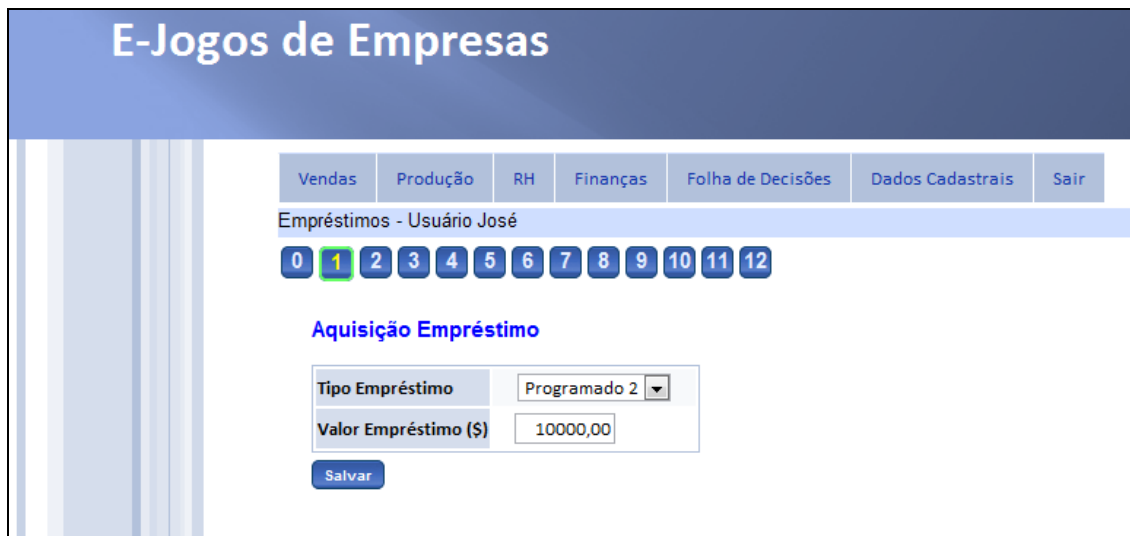 E-Jogos de Empresas
Vendas Produção RH Finanças Folha de Decisões Dados Cadastrais Sair
Empréstimos - Usuário José
0 1 2 3 4 5 6 7 8 9 10 11 12
Aquisição Empréstimo
Tipo Empréstimo Programado 2
Valor Empréstimo ($) 10000,00
Salvar